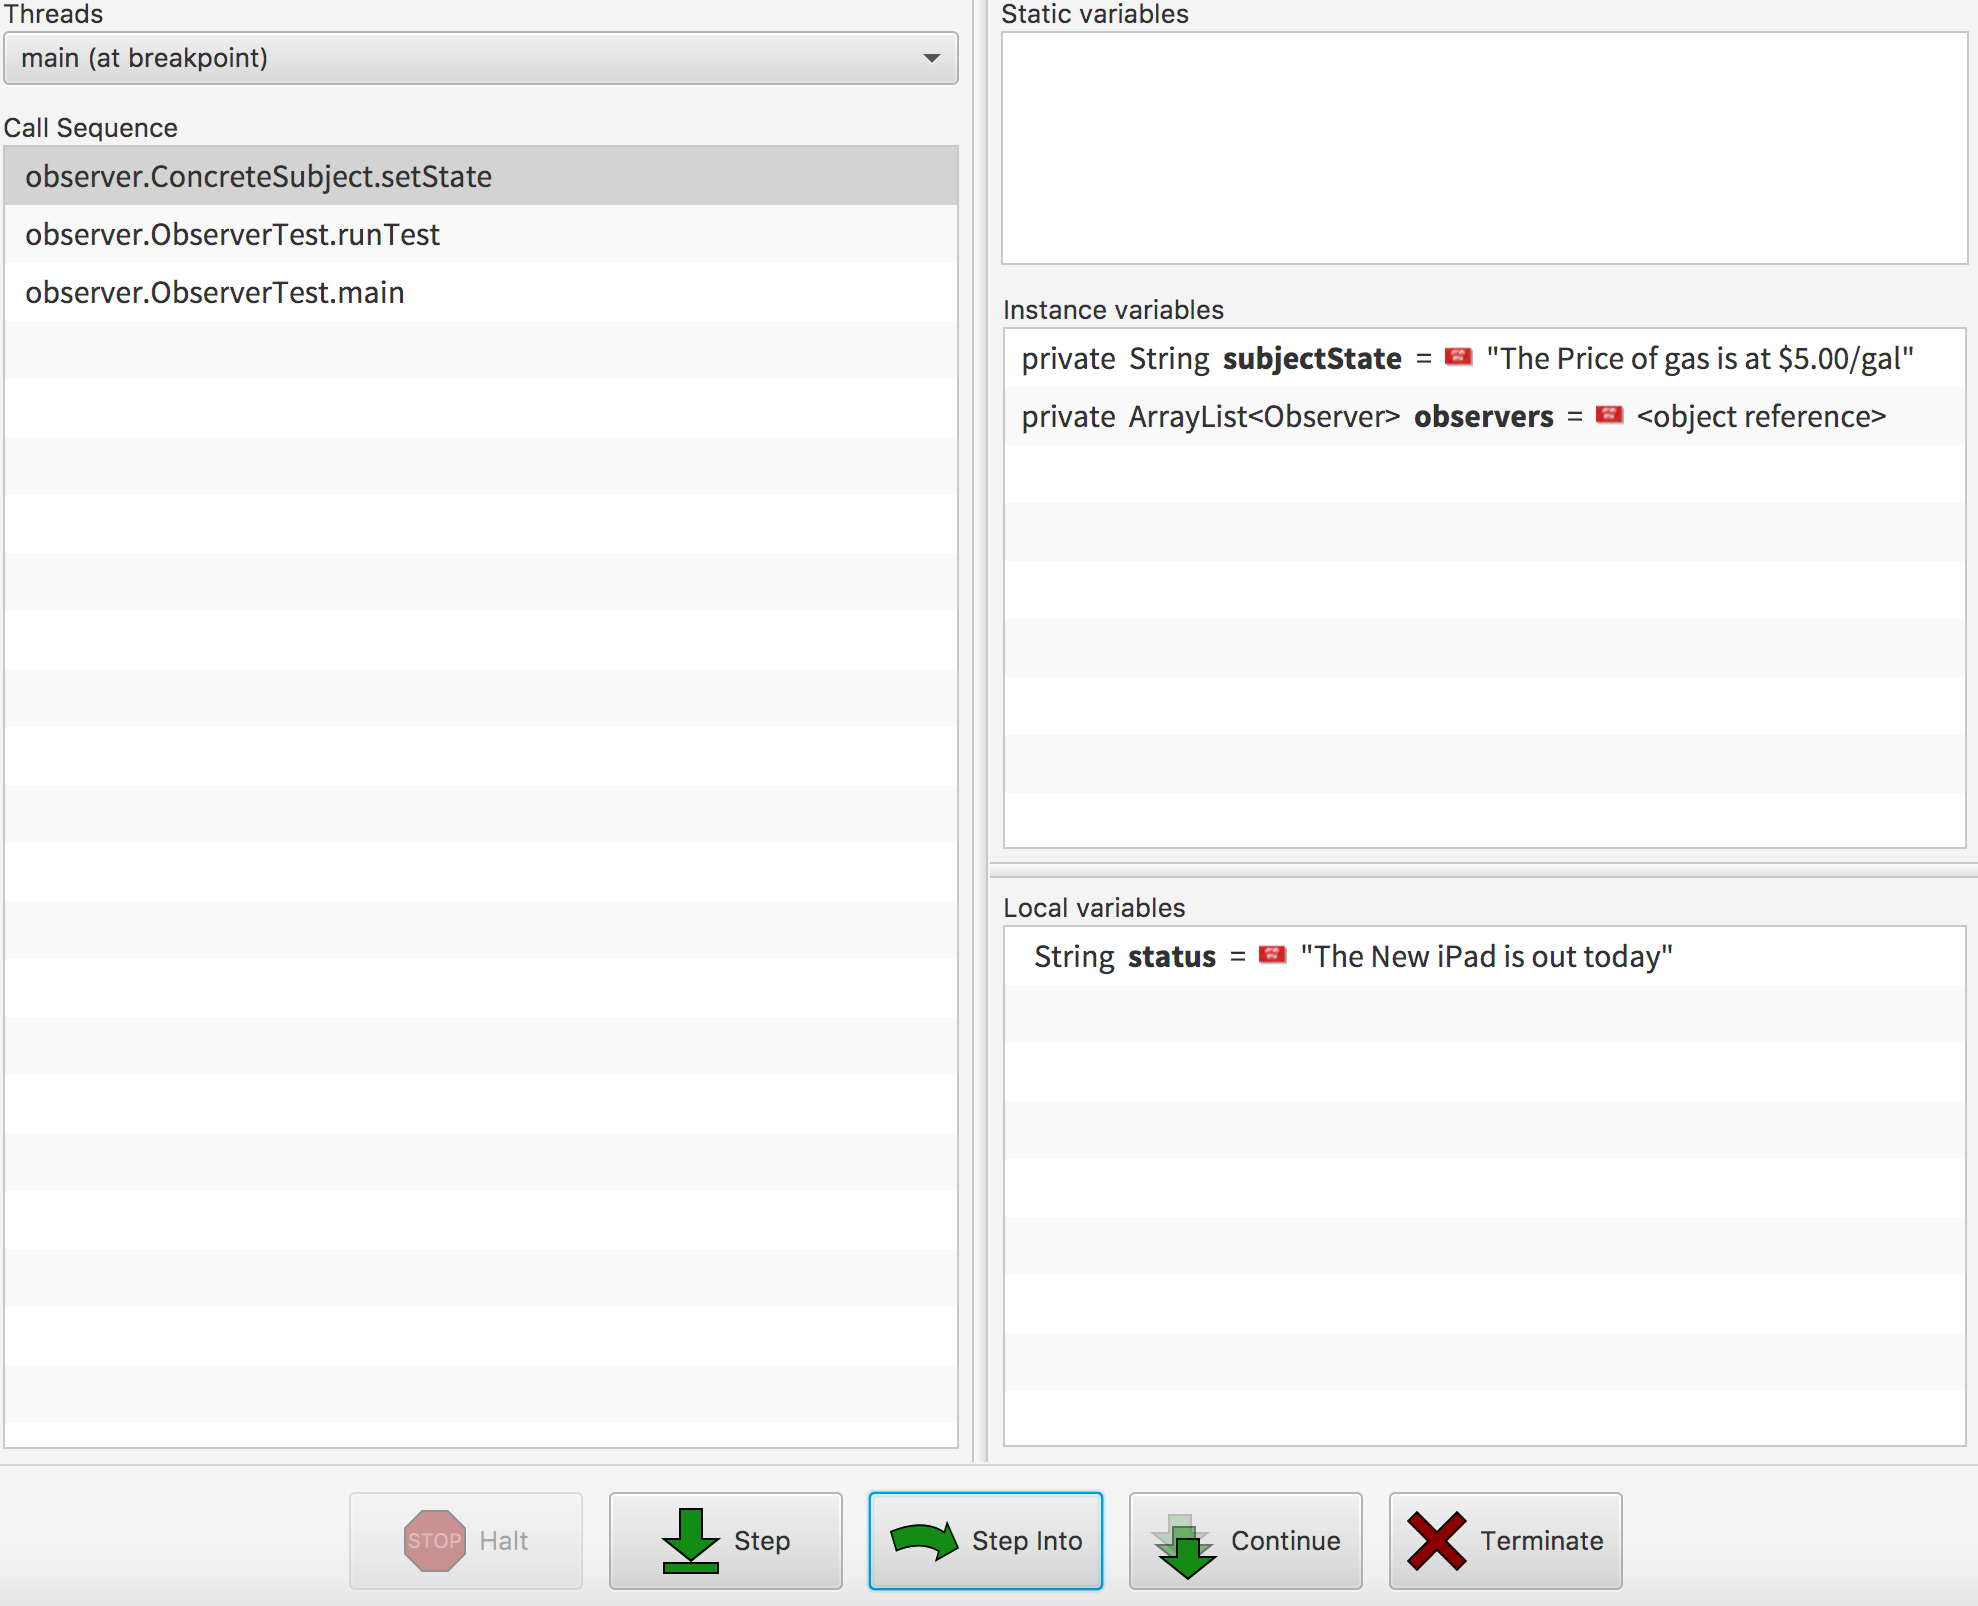 Threads
main (at breakpoint)
Call Sequence
observer.ConcreteSubject.setState
observer.ObserverTest.runTest
observer.ObserverTest.main
Static variables
Instance variables
private String subjectState = "The Price of gas is at $5.00/gal"
private ArrayList<Observer> observers = <object reference>
Local variables
String status = "The New iPad is out today"
STOP Halt
Step
Step Into
Continue
Terminate